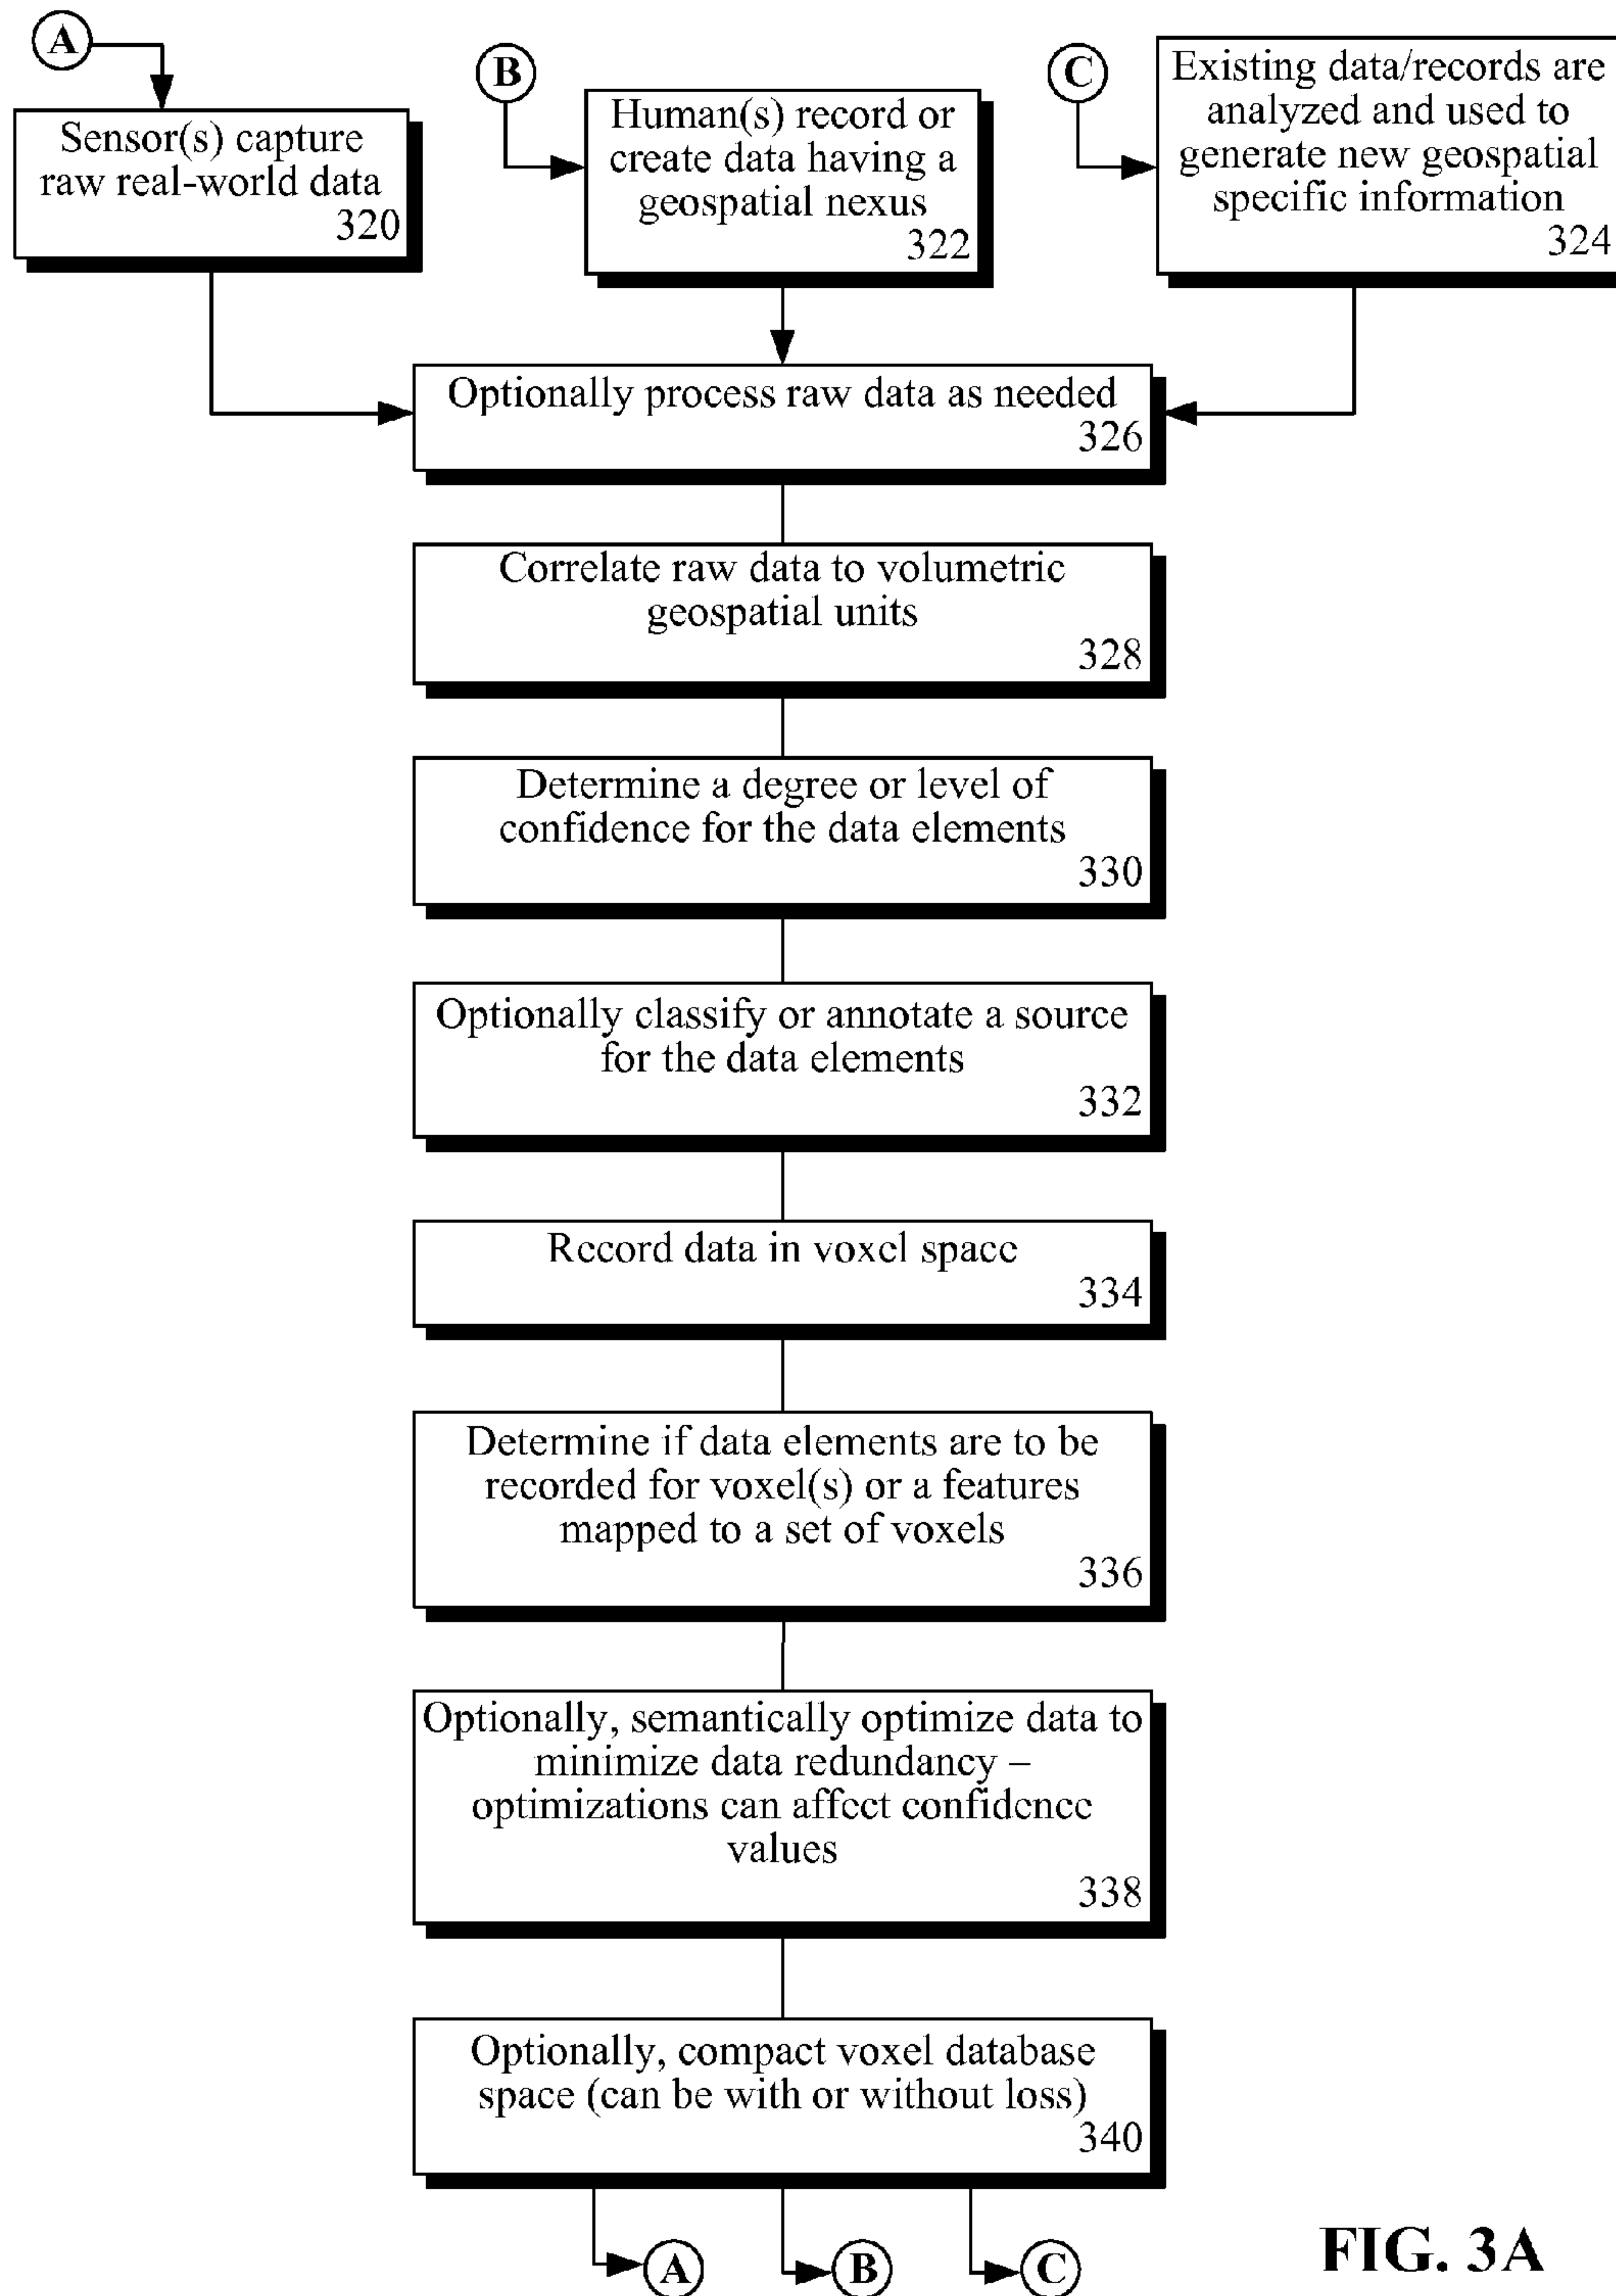 A
Sensor(s) capture
raw real-world data
320
B
Human(s) record or
create data having a
geospatial nexus
322
C
Existing data/records are
analyzed and used to
generate new geospatial
specific information
324
Optionally process raw data as needed
326
Correlate raw data to volumetric
geospatial units
328
Determine a degree or level of
confidence for the data elements
330
Optionally classify or annotate a source
for the data elements
332
Record data in voxel space
334
Determine if data elements are to be
recorded for voxel(s) or a features
mapped to a set of voxels
336
Optionally, semantically optimize data to
minimize data redundancy –
optimizations can affect confidence
values
338
Optionally, compact voxel database
space (can be with or without loss)
340
A
B
C
FIG. 3A